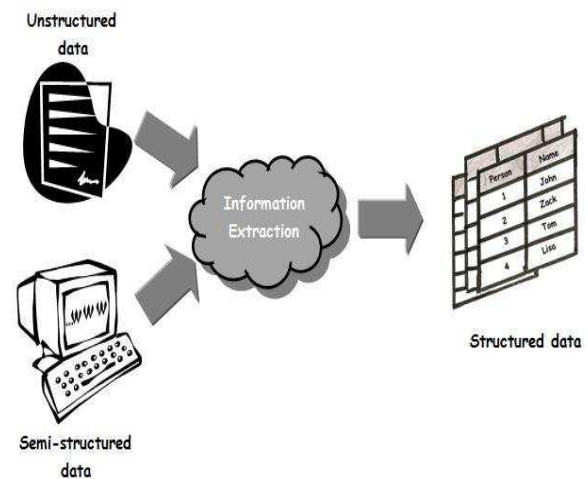 Unstructured
data
Information
Extraction
Person Name
1 John
2 Zack
3 Tom
4 Lisa
...WWW
Structured data
Semi-structured
data